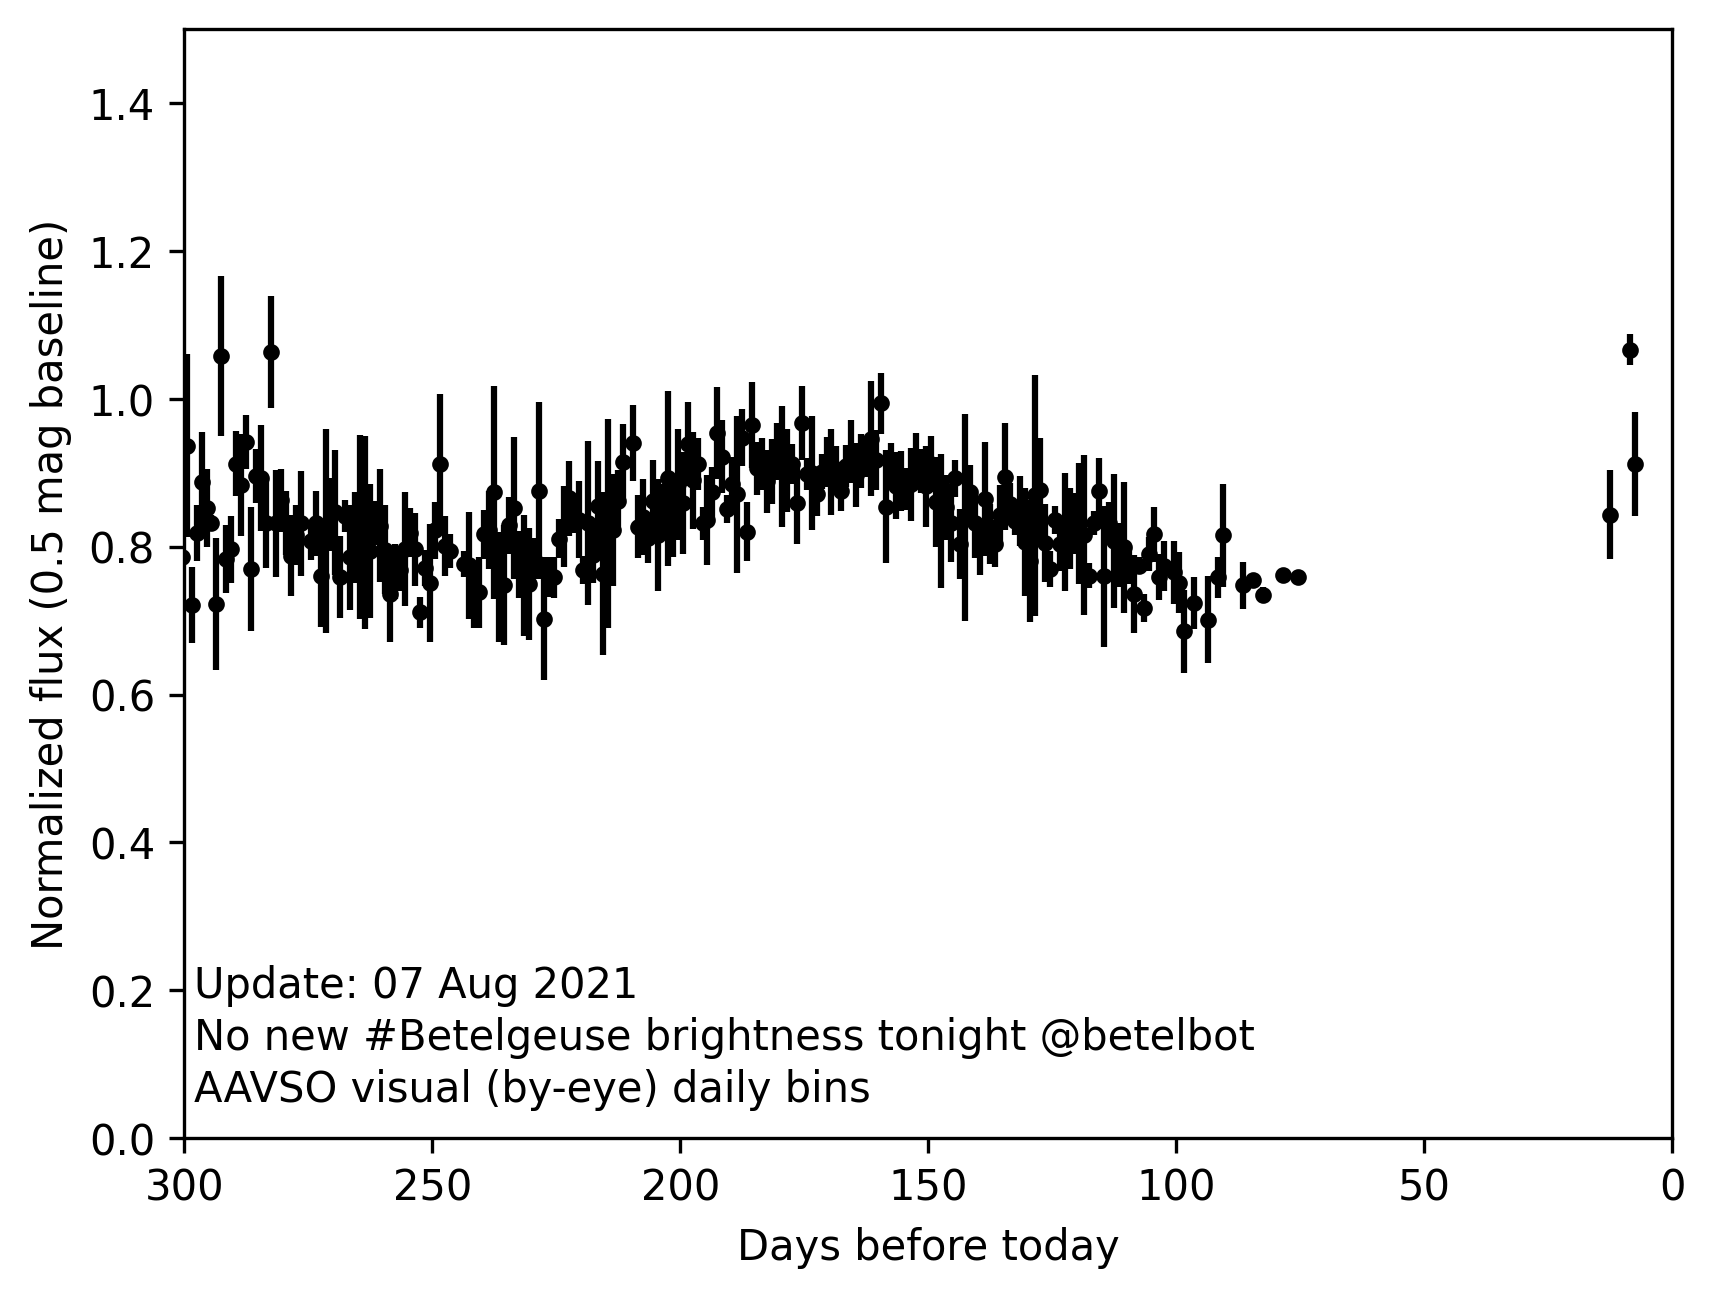 1.4
1.2
1.0
0.8
0.6
0.4
0.2
0.0
Normalized flux (0.5 mag baseline)
Update: 07 Aug 2021
No new #Betelgeuse brightness tonight @betelbot
AAVSO visual (by-eye) daily bins
300 250 200 150 100 50 0
Days before today